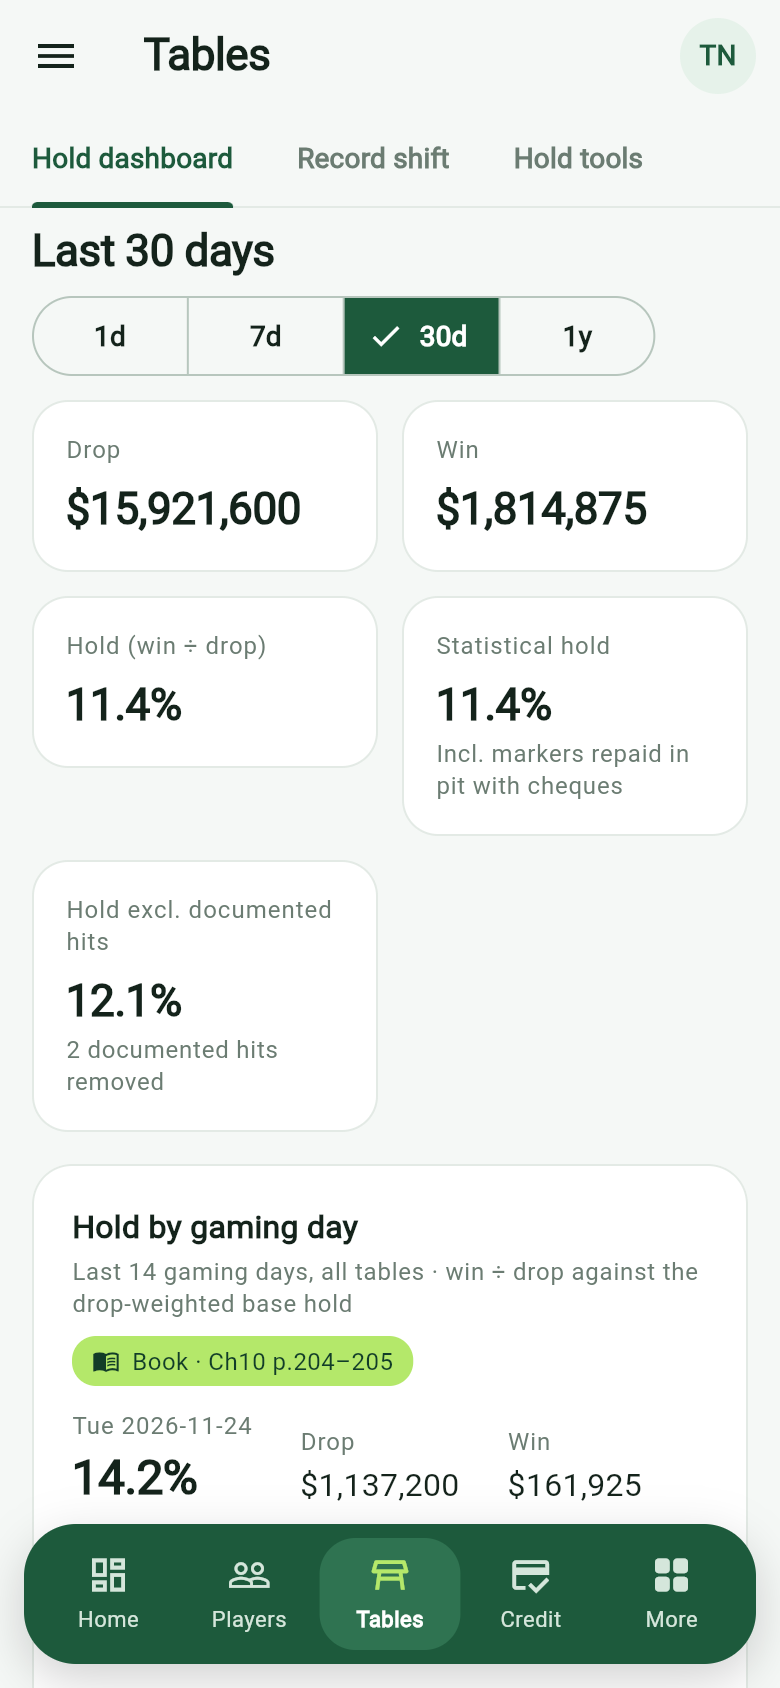 Tables
TN
Hold dashboard
Record shift
Hold tools
Last 30 days
1d
7d
30d
1y
Drop
$15,921,600
Win
$1,814,875
Hold (win ÷ drop)
11.4%
Statistical hold
11.4%
Incl. markers repaid in
pit with cheques
Hold excl. documented
hits
12.1%
2 documented hits
removed
Hold by gaming day
Last 14 gaming days, all tables · win ÷ drop against the
drop-weighted base hold
Book · Ch10 p.204–205
Tue 2026-11-24
14.2%
Drop
$1,137,200
Win
$161,925
Home
Players
Tables
Credit
More